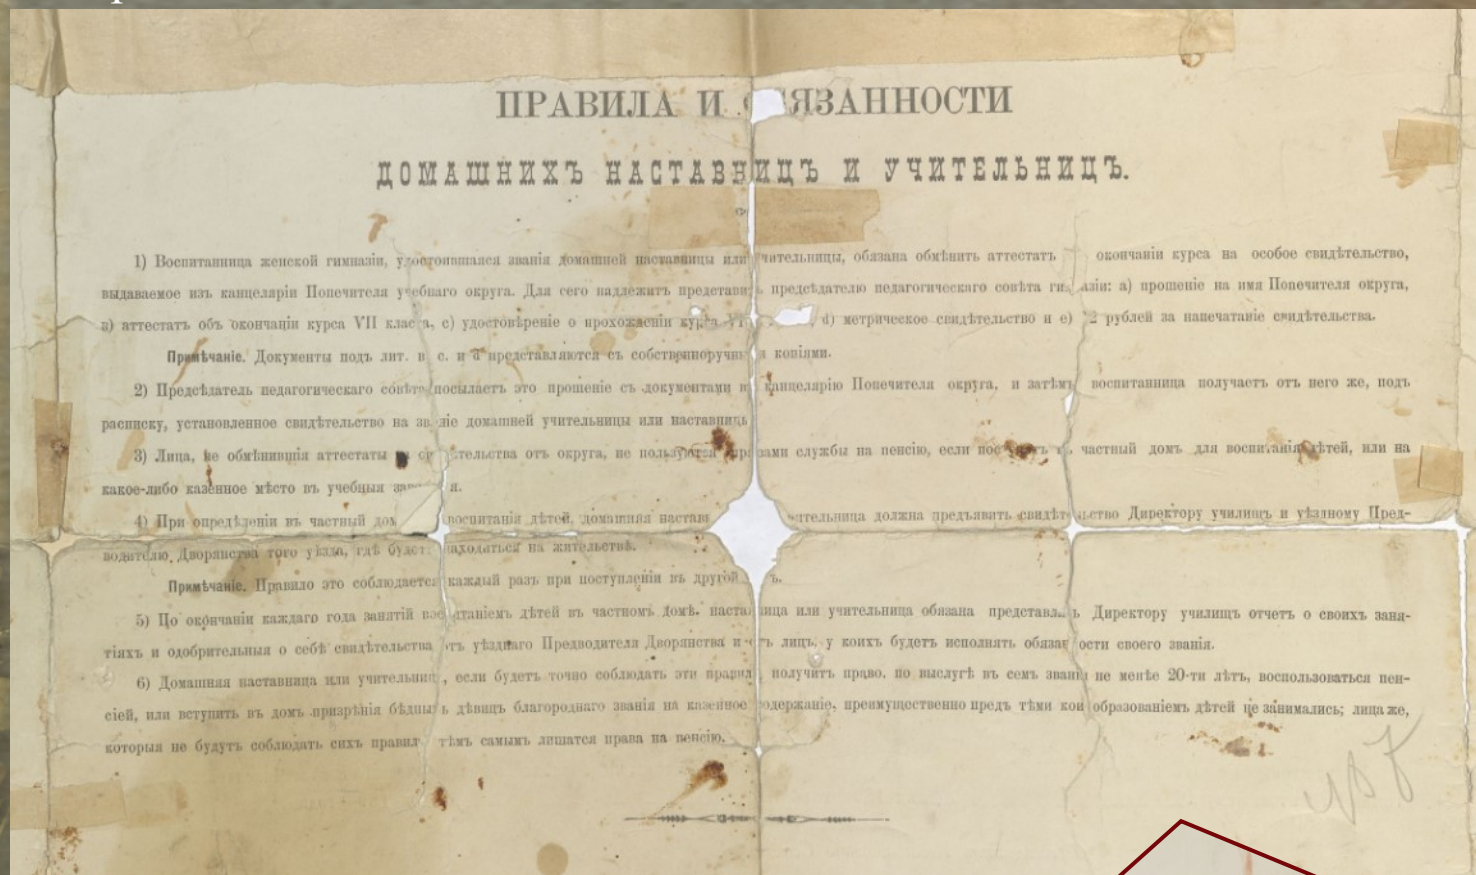 ПРАВИЛА И ЯЗАННОСТИ
ДОМАШНИХЪ НАСТАВНИЦЪ И УЧИТЕЛЬНИЦЪ.
1) Воспитанница женской гимназіи, удостоившаяся званія домашней наставницы или чительницы, обязана обмѣнить аттестатъ окончаніи курса на особое свидѣтельство,
выдаваемое изъ канцеляріи Попечителя учебнаго округа. Для сего надлежитъ представить предсѣдателю педагогическаго совѣта гимназіи: а) прошеніе на имя Попечителя округа,
в) аттестатъ объ окончаніи курса VII класса, с) удостовѣреніе о прохожденіи курса d) метрическое свидѣтельство и е) 2 рублей за напечатаніе свидѣтельства.
Примѣчаніе. Документы подъ лит. в с. и d представляются съ собственноручными копіями.
2) Предсѣдатель педагогическаго совѣта посылаетъ это прошеніе съ документами въ канцелярію Попечителя округа, и затѣмъ воспитанница получаетъ отъ него же, подъ
расписку, установленное свидѣтельство на званіе домашней учительницы или наставницы
3) Лица, не обмѣнившія аттестаты на свидѣтельства отъ округа, не пользуются правами службы на пенсію, если въ частный домъ для воспитанія дѣтей, или на
какое-либо казенное мѣсто въ учебныя заведенія.
4) При опредѣленіи въ частный домъ воспитанія дѣтей, домашняя настав ительница должна предъявить свидѣтельство Директору училищъ и уѣздному Пред-
водителю Дворянства того уѣзда, гдѣ будетъ находиться на жительствѣ.
Примѣчаніе. Правило это соблюдается каждый разъ при поступленіи въ другой ъ.
5) По окончаніи каждаго года занятій воспитаніемъ дѣтей въ частномъ домѣ. наставница или учительница обязана представлять Директору училищъ отчет о своихъ заня-
тіяхъ и одобрительныя о себѣ свидѣтельства отъ уѣзднаго Предводителя Дворянства и отъ лицъ, у коихъ будетъ исполнять обязанности своего званія.
6) Домашняя наставница или учительница, если будетъ точно соблюдать эти правила, получитъ право, по выслугѣ въ семъ званіи не менѣе 20-ти лѣтъ, воспользоваться пен-
сіей, или вступить въ домъ призрѣнія бѣдныхъ дѣвицъ благороднаго званія на казенное содержаніе, преимущественно предъ тѣми кои образованіемъ дѣтей не занимались; лица же,
которыя не будутъ соблюдать сихъ правилъ тѣмъ самымъ лишатся права на пенсію.